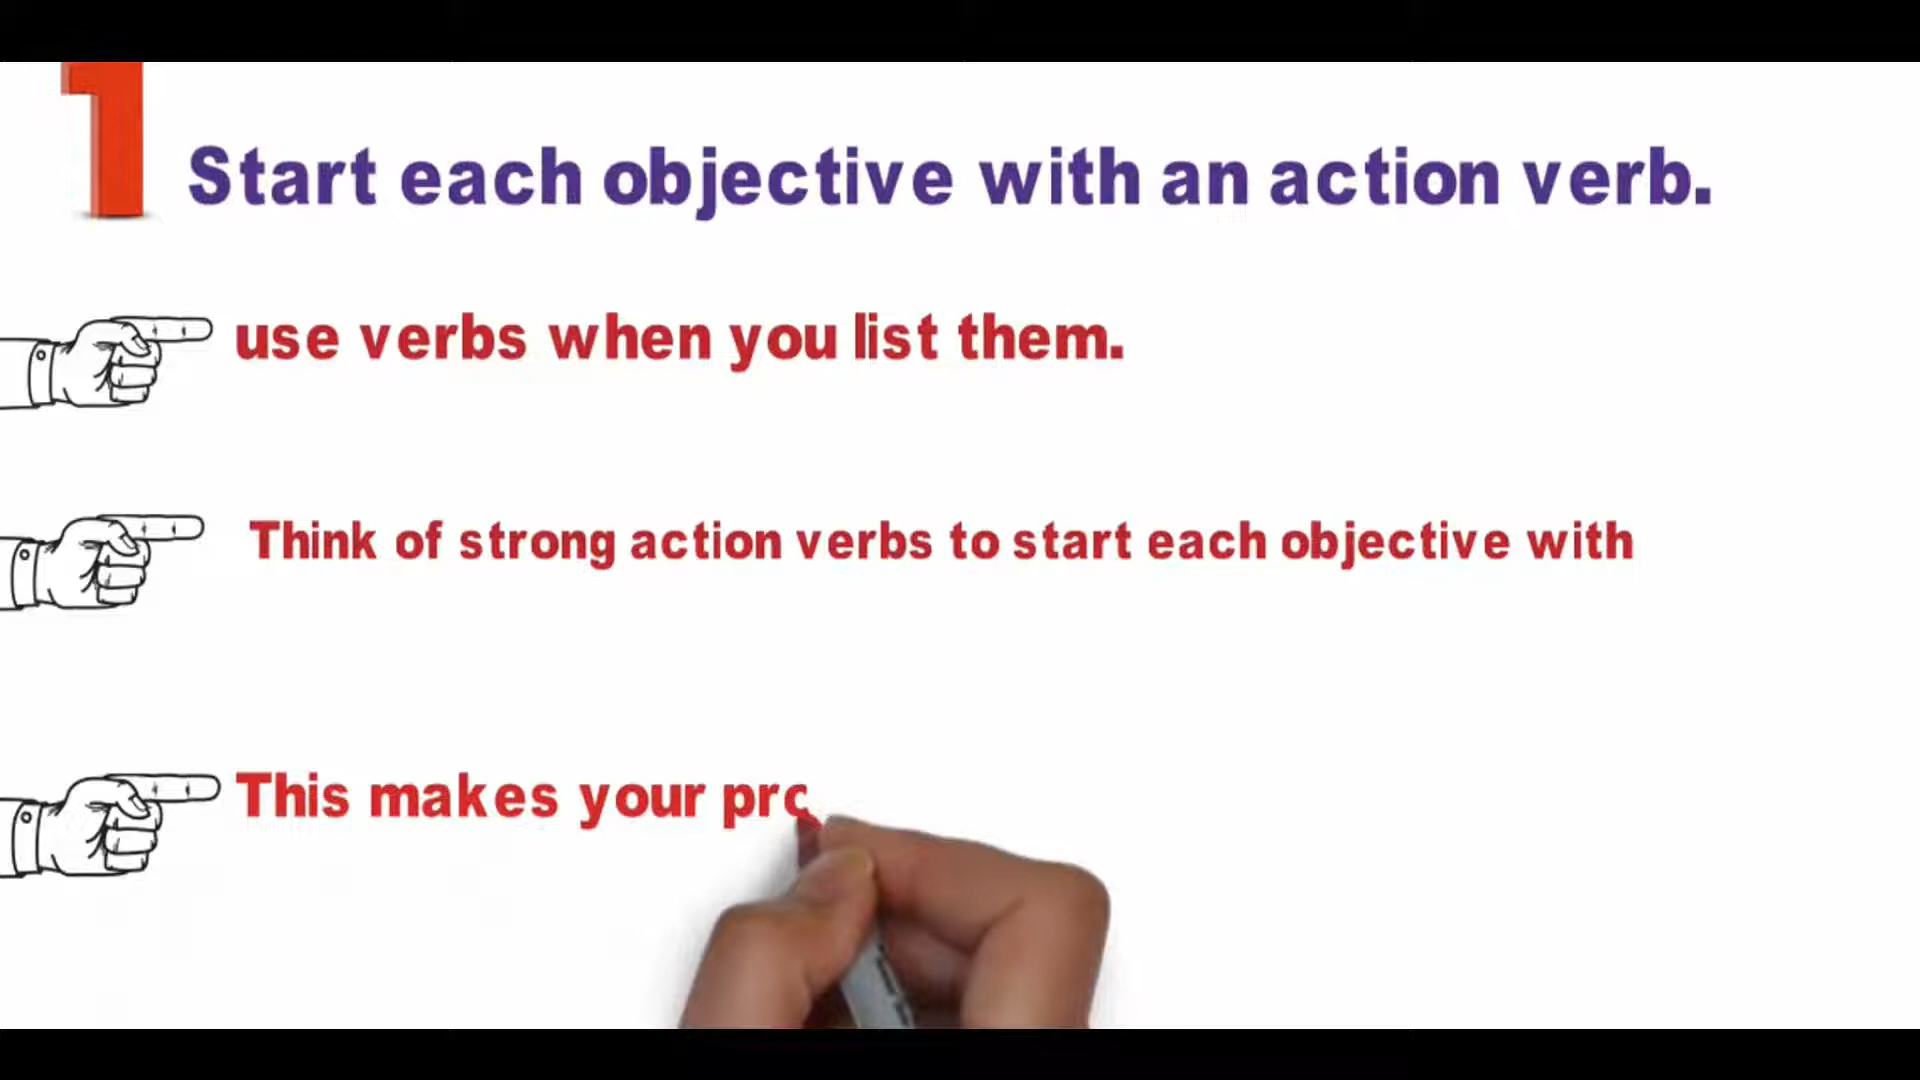 1
Start each objective with an action verb.
use verbs when you list them.
Think of strong action verbs to start each objective with
This makes your